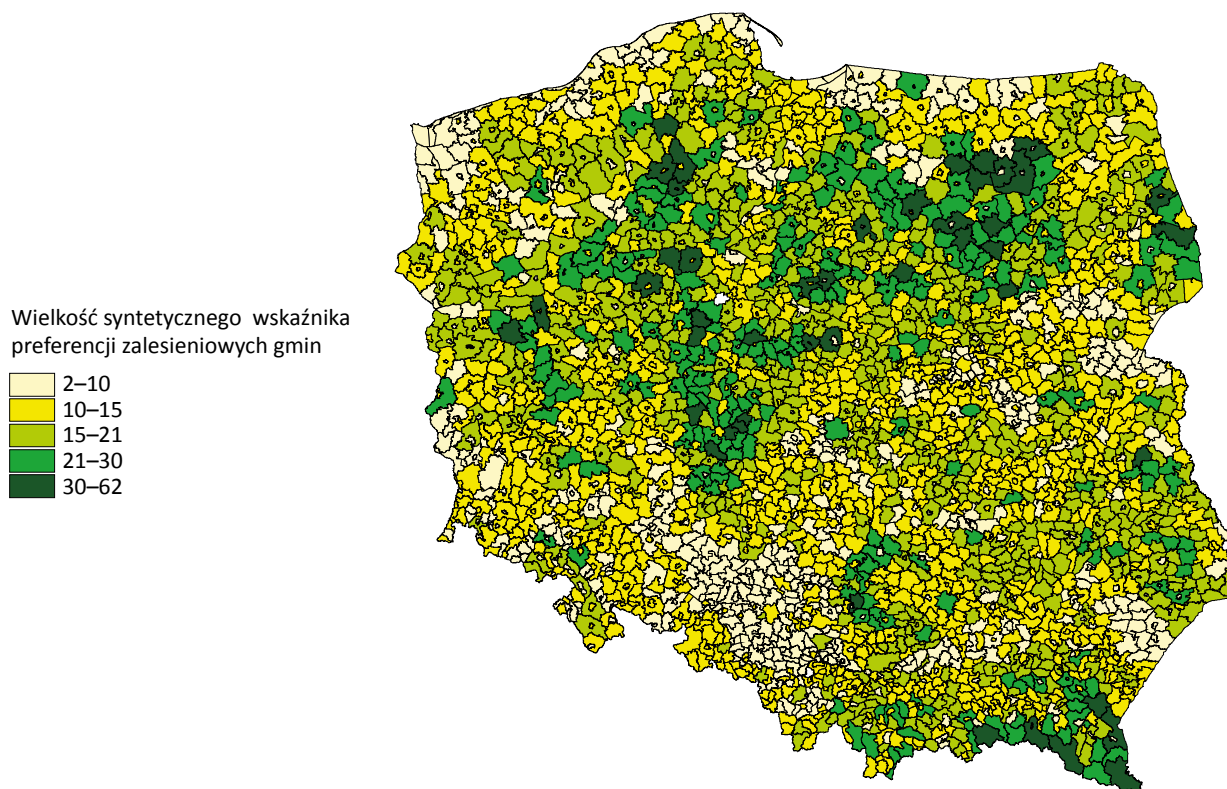 Wielkość syntetycznego wskaźnika
preferencji zalesieniowych gmin
2–10
10–15
15–21
21–30
30–62